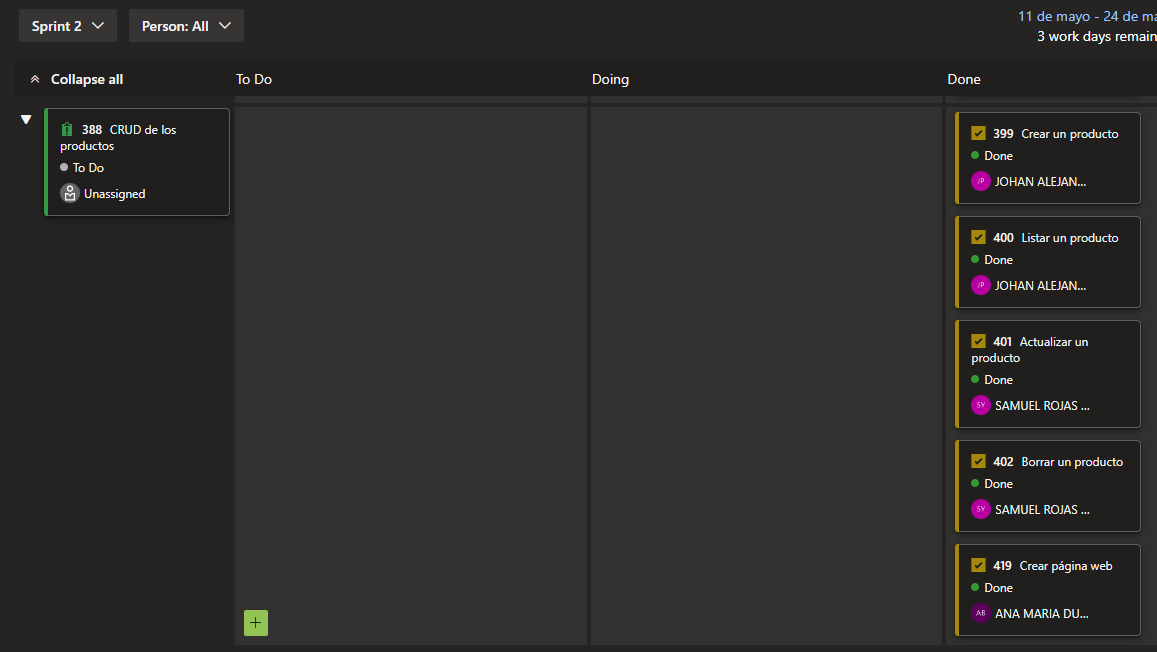 Sprint 2
Person: All
11 de mayo - 24 de
3 work days
Collapse all
To Do
Doing
Done
388 CRUD de los
productos
To Do
Unassigned
399 Crear un producto
Done
JP
JOHAN ALEJAN...
400 Listar un producto
Done
JP
JOHAN ALEJAN...
401 Actualizar un
producto
Done
SY
SAMUEL ROJAS ...
402 Borrar un producto
Done
SY
SAMUEL ROJAS ...
419 Crear página web
Done
AB
ANA MARIA DU...